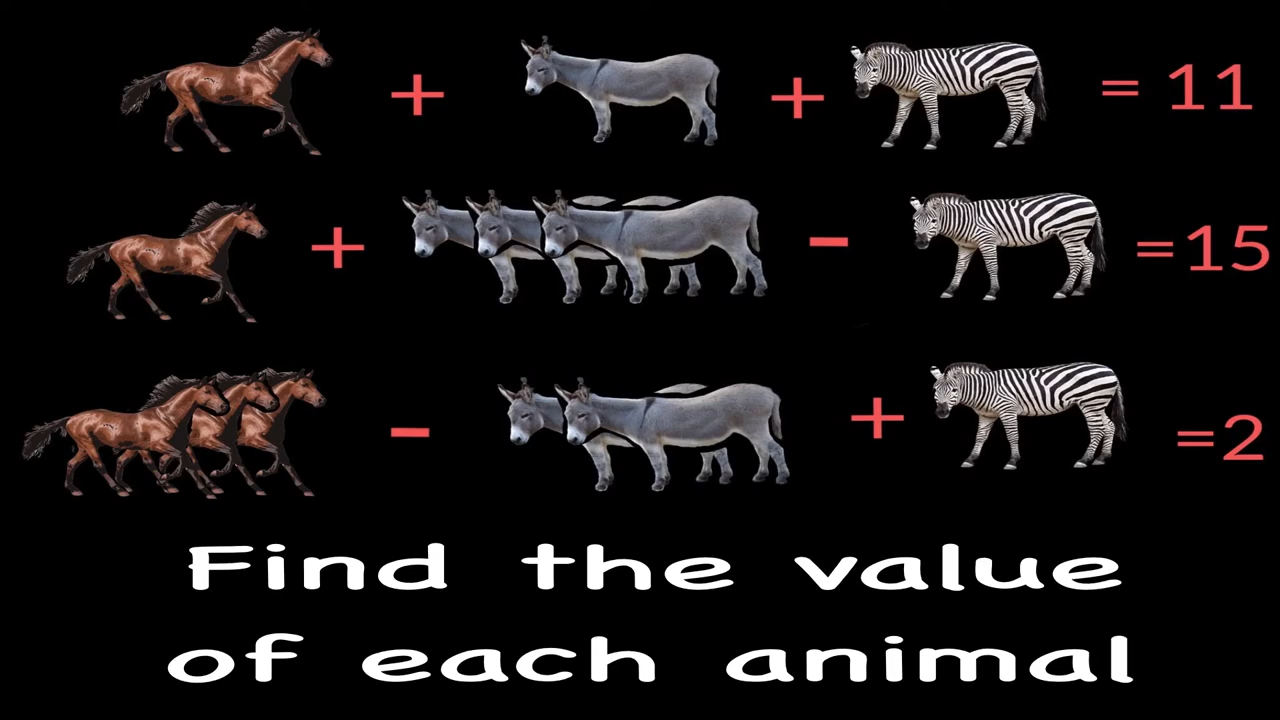 + + = 11
+ - =15
- + =2
Find the value
of each animal